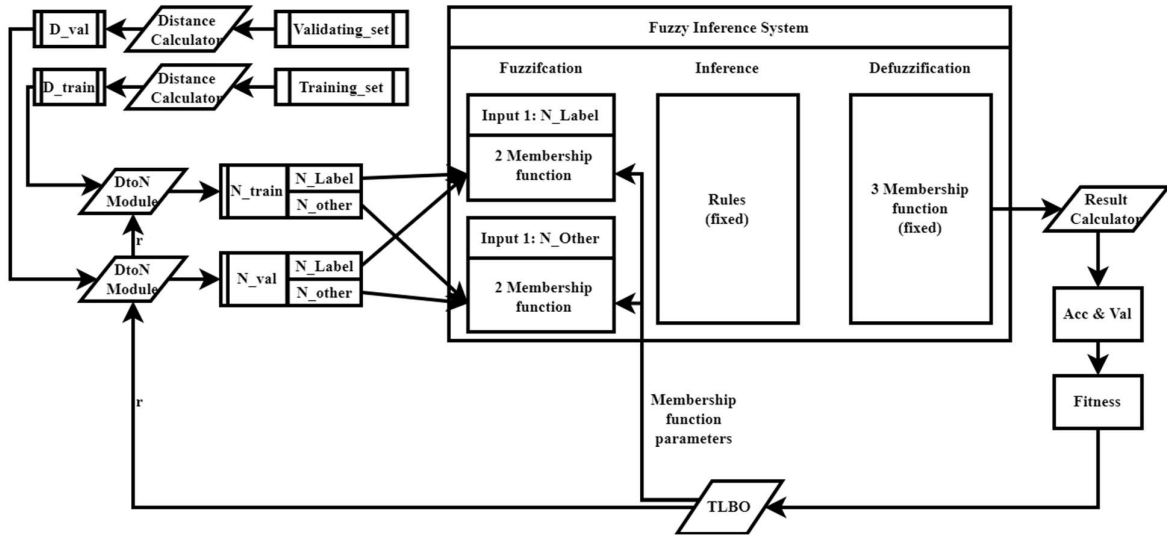 D_val
Distance
Calculator
Validating_set
D_train
Distance
Calculator
Training_set
Fuzzy Inference System
Fuzzifcation
Inference
Defuzzification
Input 1: N_Label
2 Membership
function
Input 1: N_Other
2 Membership
function
Rules
(fixed)
3 Membership
function
(fixed)
DtoN
Module
N_train
N_Label
N_other
r
DtoN
Module
N_val
N_Label
N_other
r
Result
Calculator
Acc & Val
Fitness
Membership
function
parameters
TLBO